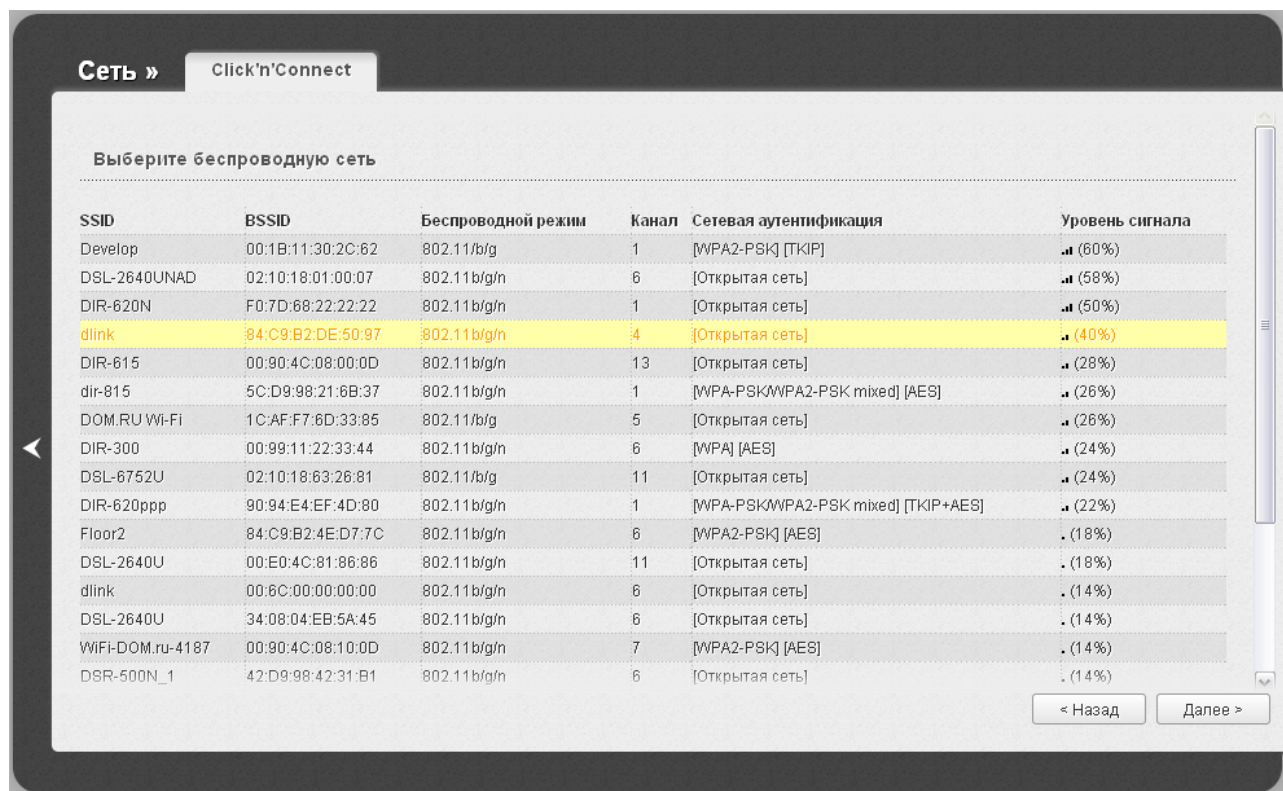 Сеть » Click'n'Connect
Выберите беспроводную сеть
SSID BSSID Беспроводной режим Канал Сетевая аутентификация Уровень сигнала
Develop 00:1B:11:30:2C:62 802.11/b/g 1 [WPA2-PSK] [TKIP] (60%)
DSL-2640UNAD 02:10:18:01:00:07 802.11b/g/n 6 [Открытая сеть] (58%)
DIR-620N F0:7D:68:22:22:22 802.11b/g/n 1 [Открытая сеть] (50%)
dlink 84:C9:B2:DE:50:97 802.11b/g/n 4 [Открытая сеть] (40%)
DIR-615 00:90:4C:08:00:0D 802.11b/g/n 13 [Открытая сеть] (28%)
dir-815 5C:D9:98:21:6B:37 802.11b/g/n 1 [WPA-PSK/WPA2-PSK mixed] [AES] (26%)
DOM.RU Wi-Fi 1C:AF:F7:6D:33:85 802.11/b/g 5 [Открытая сеть] (26%)
DIR-300 00:99:11:22:33:44 802.11b/g/n 6 [WPA] [AES] (24%)
DSL-6752U 02:10:18:63:26:81 802.11/b/g 11 [Открытая сеть] (24%)
DIR-620ppp 90:94:E4:EF:4D:80 802.11b/g/n 1 [WPA-PSK/WPA2-PSK mixed] [TKIP+AES] (22%)
Floor2 84:C9:B2:4E:D7:7C 802.11b/g/n 6 [WPA2-PSK] [AES] (18%)
DSL-2640U 00:E0:4C:81:86:86 802.11b/g/n 11 [Открытая сеть] (18%)
dlink 00:6C:00:00:00:00 802.11b/g/n 6 [Открытая сеть] (14%)
DSL-2640U 34:08:04:EB:5A:45 802.11b/g/n 6 [Открытая сеть] (14%)
WiFi-DOM.ru-4187 00:90:4C:08:10:0D 802.11b/g/n 7 [WPA2-PSK] [AES] (14%)
DSR-500N_1 42:D9:98:42:31:B1 802.11b/g/n 6 [Открытая сеть] (14%)
< Назад Далее >